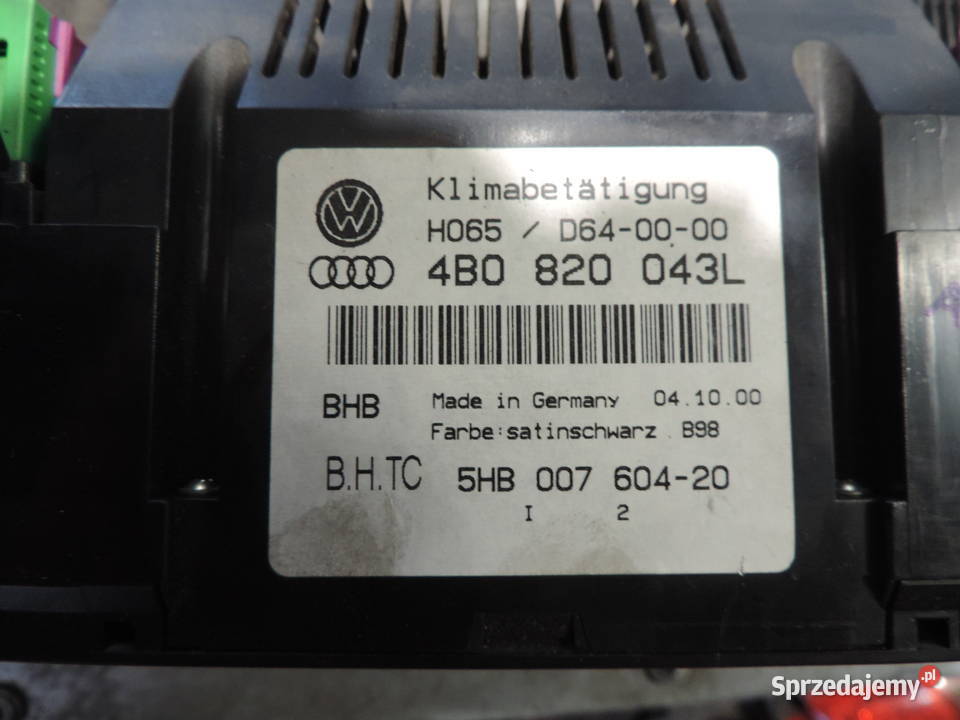 Klimabetätigung
H065 / D64-00-00
4B0 820 043L
BHB Made in Germany 04.10.00
Farbe:satinschwarz B98
B.H.TC 5HB 007 604-20
I 2
Sprzedajemy.pl